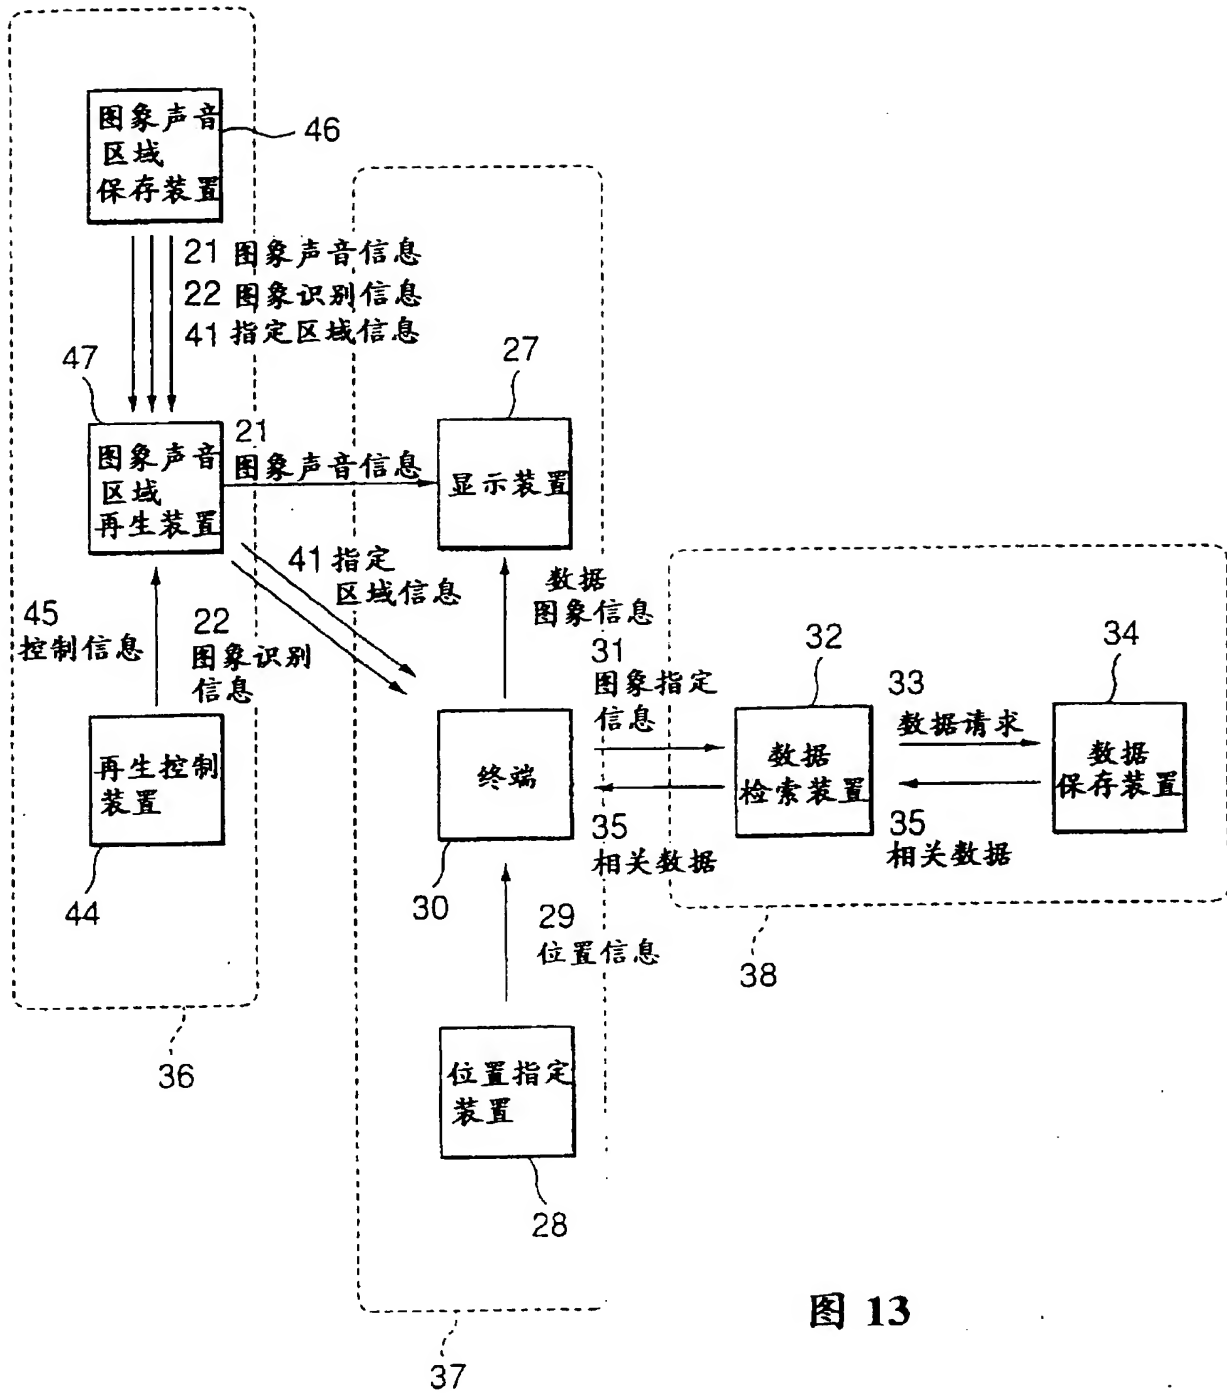 图象声音
区域
保存装置
46
21 图象声音信息
22 图象识别信息
41 指定区域信息
47
27
图象声音
区域
再生装置
21
图象声音信息
显示装置
41 指定
区域信息
数据
图象信息
45
控制信息
22
图象识别
信息
31
图象指定
信息
32
33
数据请求
34
再生控制
装置
终端
数据
检索装置
数据
保存装置
35
相关数据
35
相关数据
44
30
29
位置信息
38
36
位置指定
装置
28
37
图 13